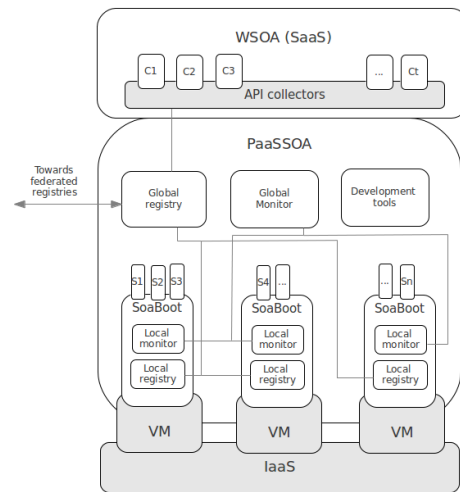 WSOA (SaaS)
C1 C2 C3 ... Ct
API collectors
PaaSSOA
Towards
federated
registries
Global
registry
Global
Monitor
Development
tools
S1 S2 S3 S4 ... ... Sn
SoaBoot SoaBoot SoaBoot
Local
monitor
Local
monitor
Local
monitor
Local
registry
Local
registry
Local
registry
VM VM VM
IaaS